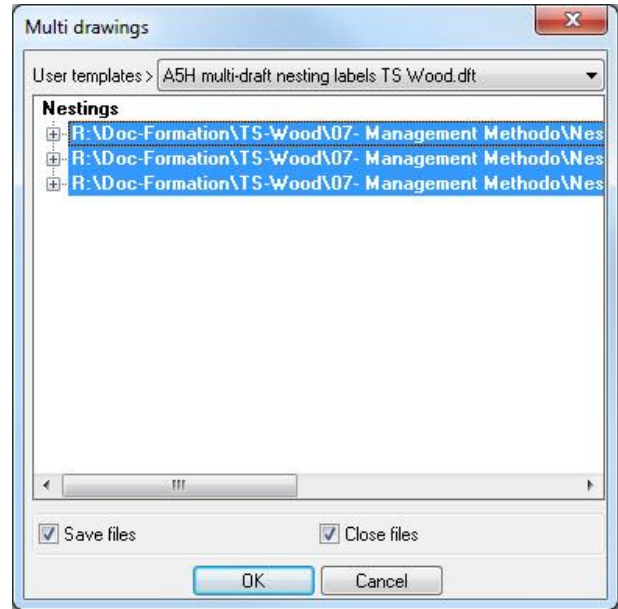 Multi drawings
User templates > A5H multi-draft nesting labels TS Wood.dft
Nestings
R:\Doc-Formation\TS-Wood\07- Management Methodo\Nes
R:\Doc-Formation\TS-Wood\07- Management Methodo\Nes
R:\Doc-Formation\TS-Wood\07- Management Methodo\Nes
Save files Close files
OK Cancel